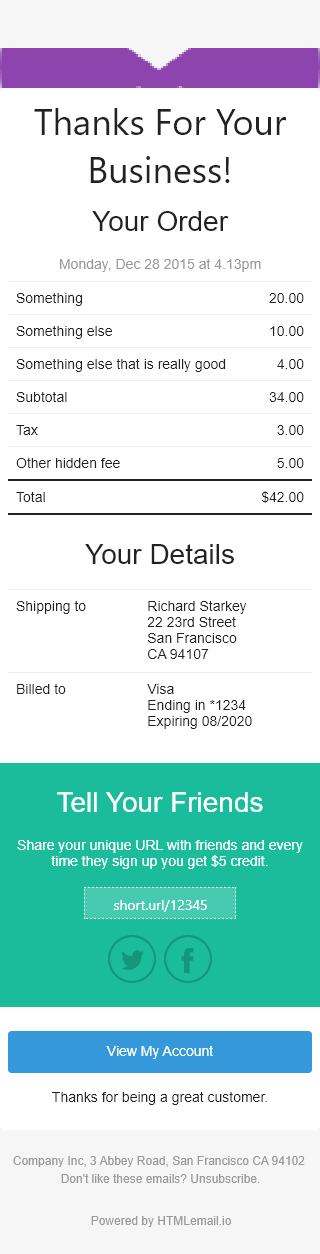 Thanks For Your
Business!
Your Order
Monday, Dec 28 2015 at 4.13pm
Something 20.00
Something else 10.00
Something else that is really good 4.00
Subtotal 34.00
Tax 3.00
Other hidden fee 5.00
Total $42.00
Your Details
Shipping to Richard Starkey
22 23rd Street
San Francisco
CA 94107
Billed to Visa
Ending in *1234
Expiring 08/2020
Tell Your Friends
Share your unique URL with friends and every
time they sign up you get $5 credit.
short.url/12345
View My Account
Thanks for being a great customer.
Company Inc, 3 Abbey Road, San Francisco CA 94102
Don't like these emails? Unsubscribe.
Powered by HTMLemail.io